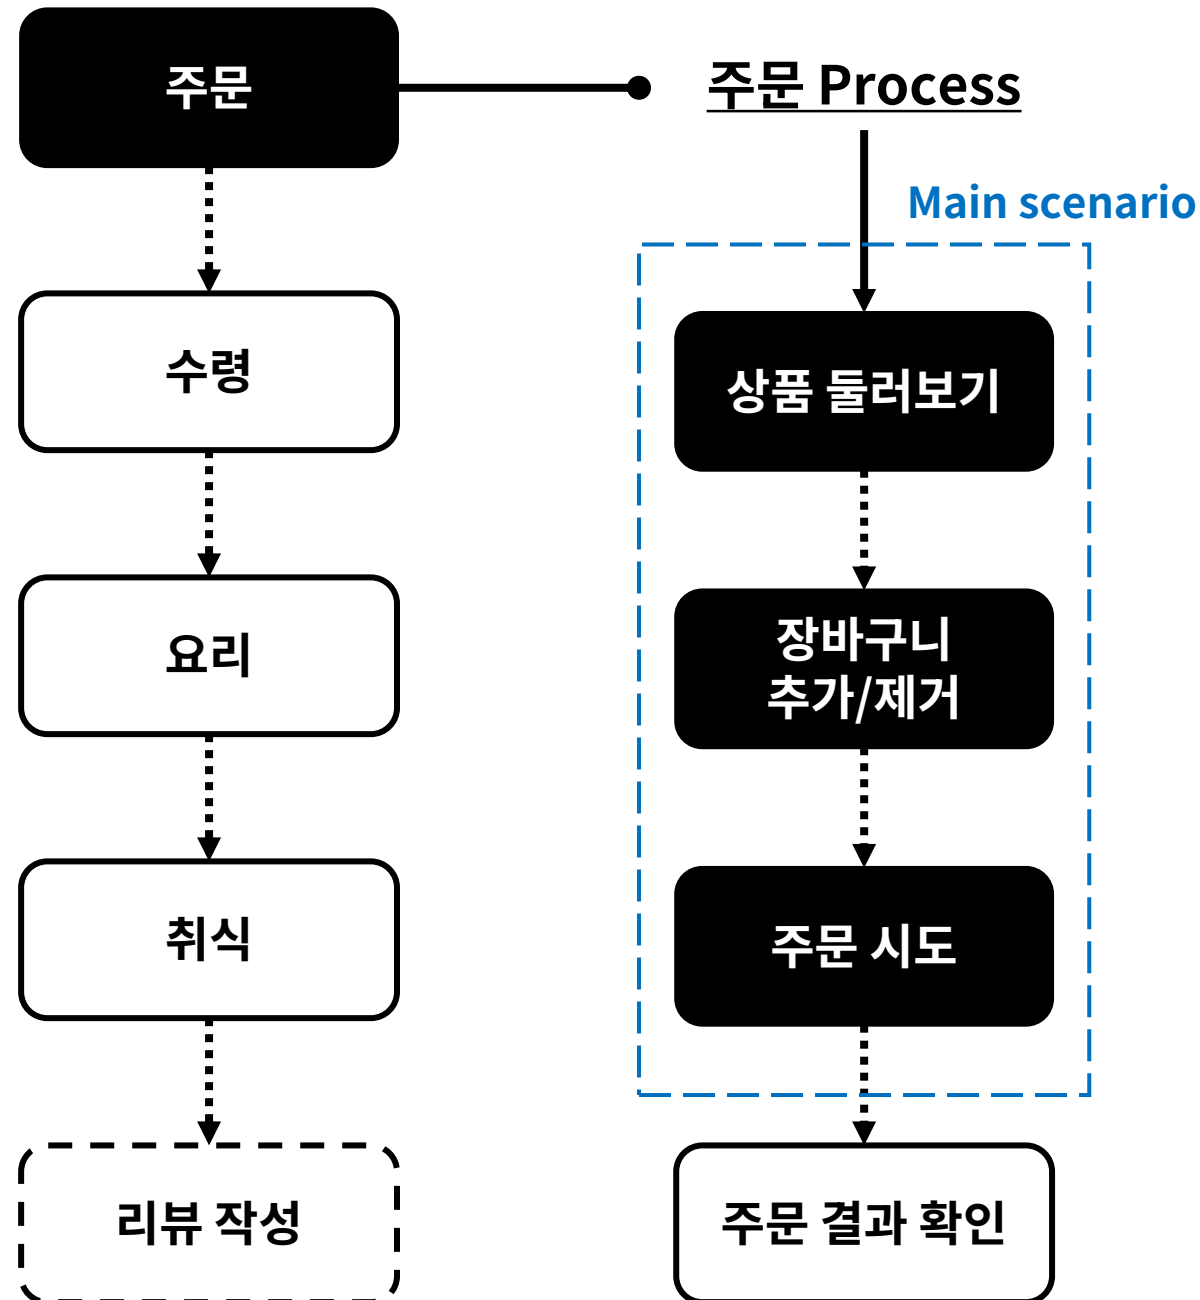 주문
수령
요리
취식
리뷰 작성
주문 Process
Main scenario
상품 둘러보기
장바구니
추가/제거
주문 시도
주문 결과 확인